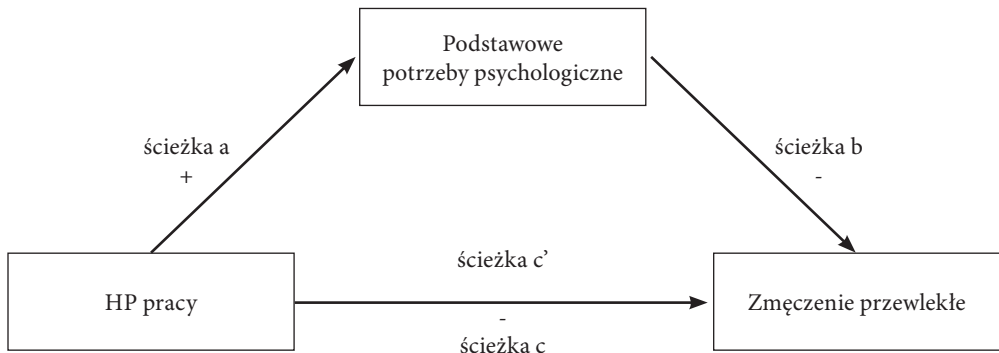 Podstawowe
potrzeby psychologiczne
ścieżka a
+
ścieżka b
-
ścieżka c’
HP pracy
Zmęczenie przewlekłe
-
ścieżka c